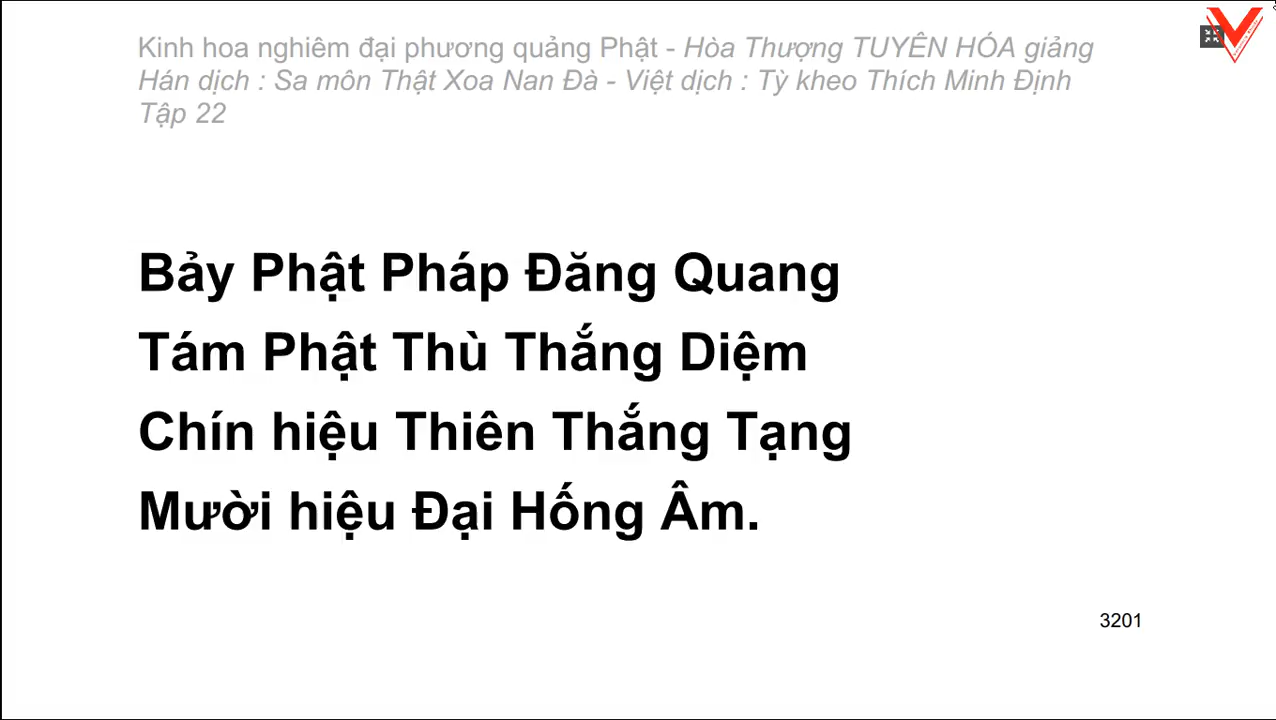 Kinh hoa nghiêm đại phương quảng Phật - Hòa Thượng TUYÊN HÓA giảng
Hán dịch : Sa môn Thật Xoa Nan Đà - Việt dịch : Tỳ kheo Thích Minh Định
Tập 22
Bảy Phật Pháp Đăng Quang
Tám Phật Thù Thắng Diệm
Chín hiệu Thiên Thắng Tạng
Mười hiệu Đại Hống Âm.
3201